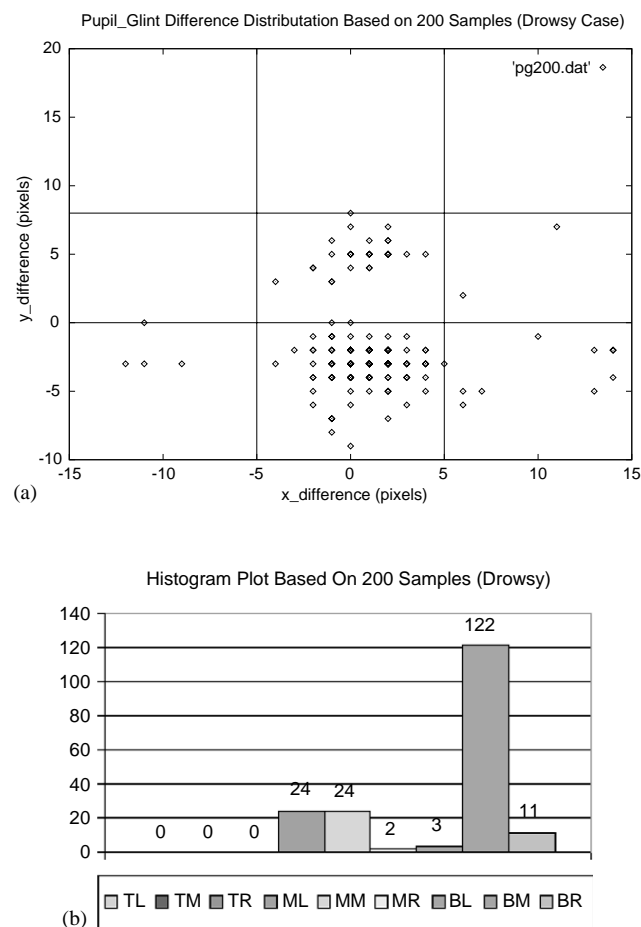 Pupil_Glint Difference Distributation Based on 200 Samples (Drowsy Case)
20
'pg200.dat'
15
10
5
0
-5
-10
y_difference (pixels)
-15 -10 -5 0 5 10 15
x_difference (pixels)
(a)
Histogram Plot Based On 200 Samples (Drowsy)
140
120
100
80
60
40
20
0
0 0 0 24 24 2 3 122 11
TL TM TR ML MM MR BL BM BR
(b)